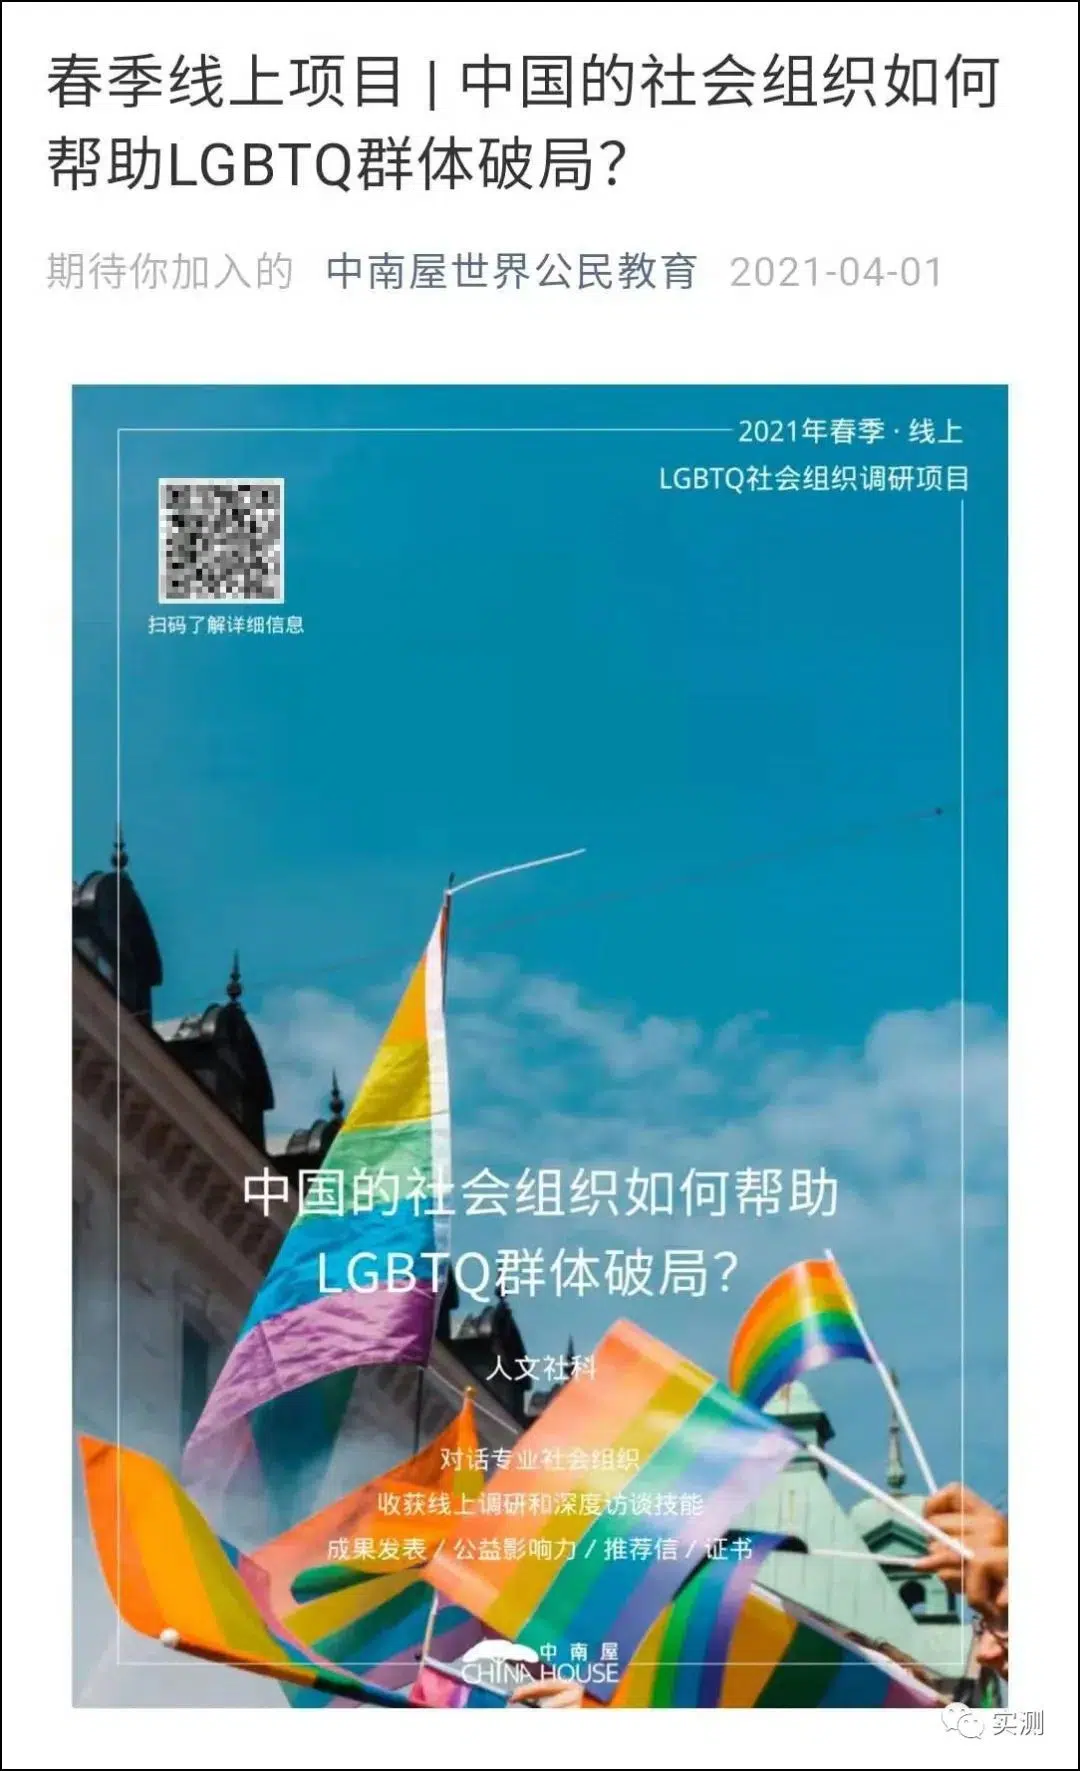 春季线上项目 | 中国的社会组织如何
帮助LGBTQ群体破局？
期待你加入的 中南屋世界公民教育 2021-04-01
2021年春季 · 线上
LGBTQ社会组织调研项目
扫码了解详细信息
中国的社会组织如何帮助
LGBTQ群体破局？
人文社科
对话专业社会组织
收获线上调研和深度访谈技能
成果发表 / 公益影响力 / 推荐信 / 证书
中南屋
CHINA HOUSE
实测